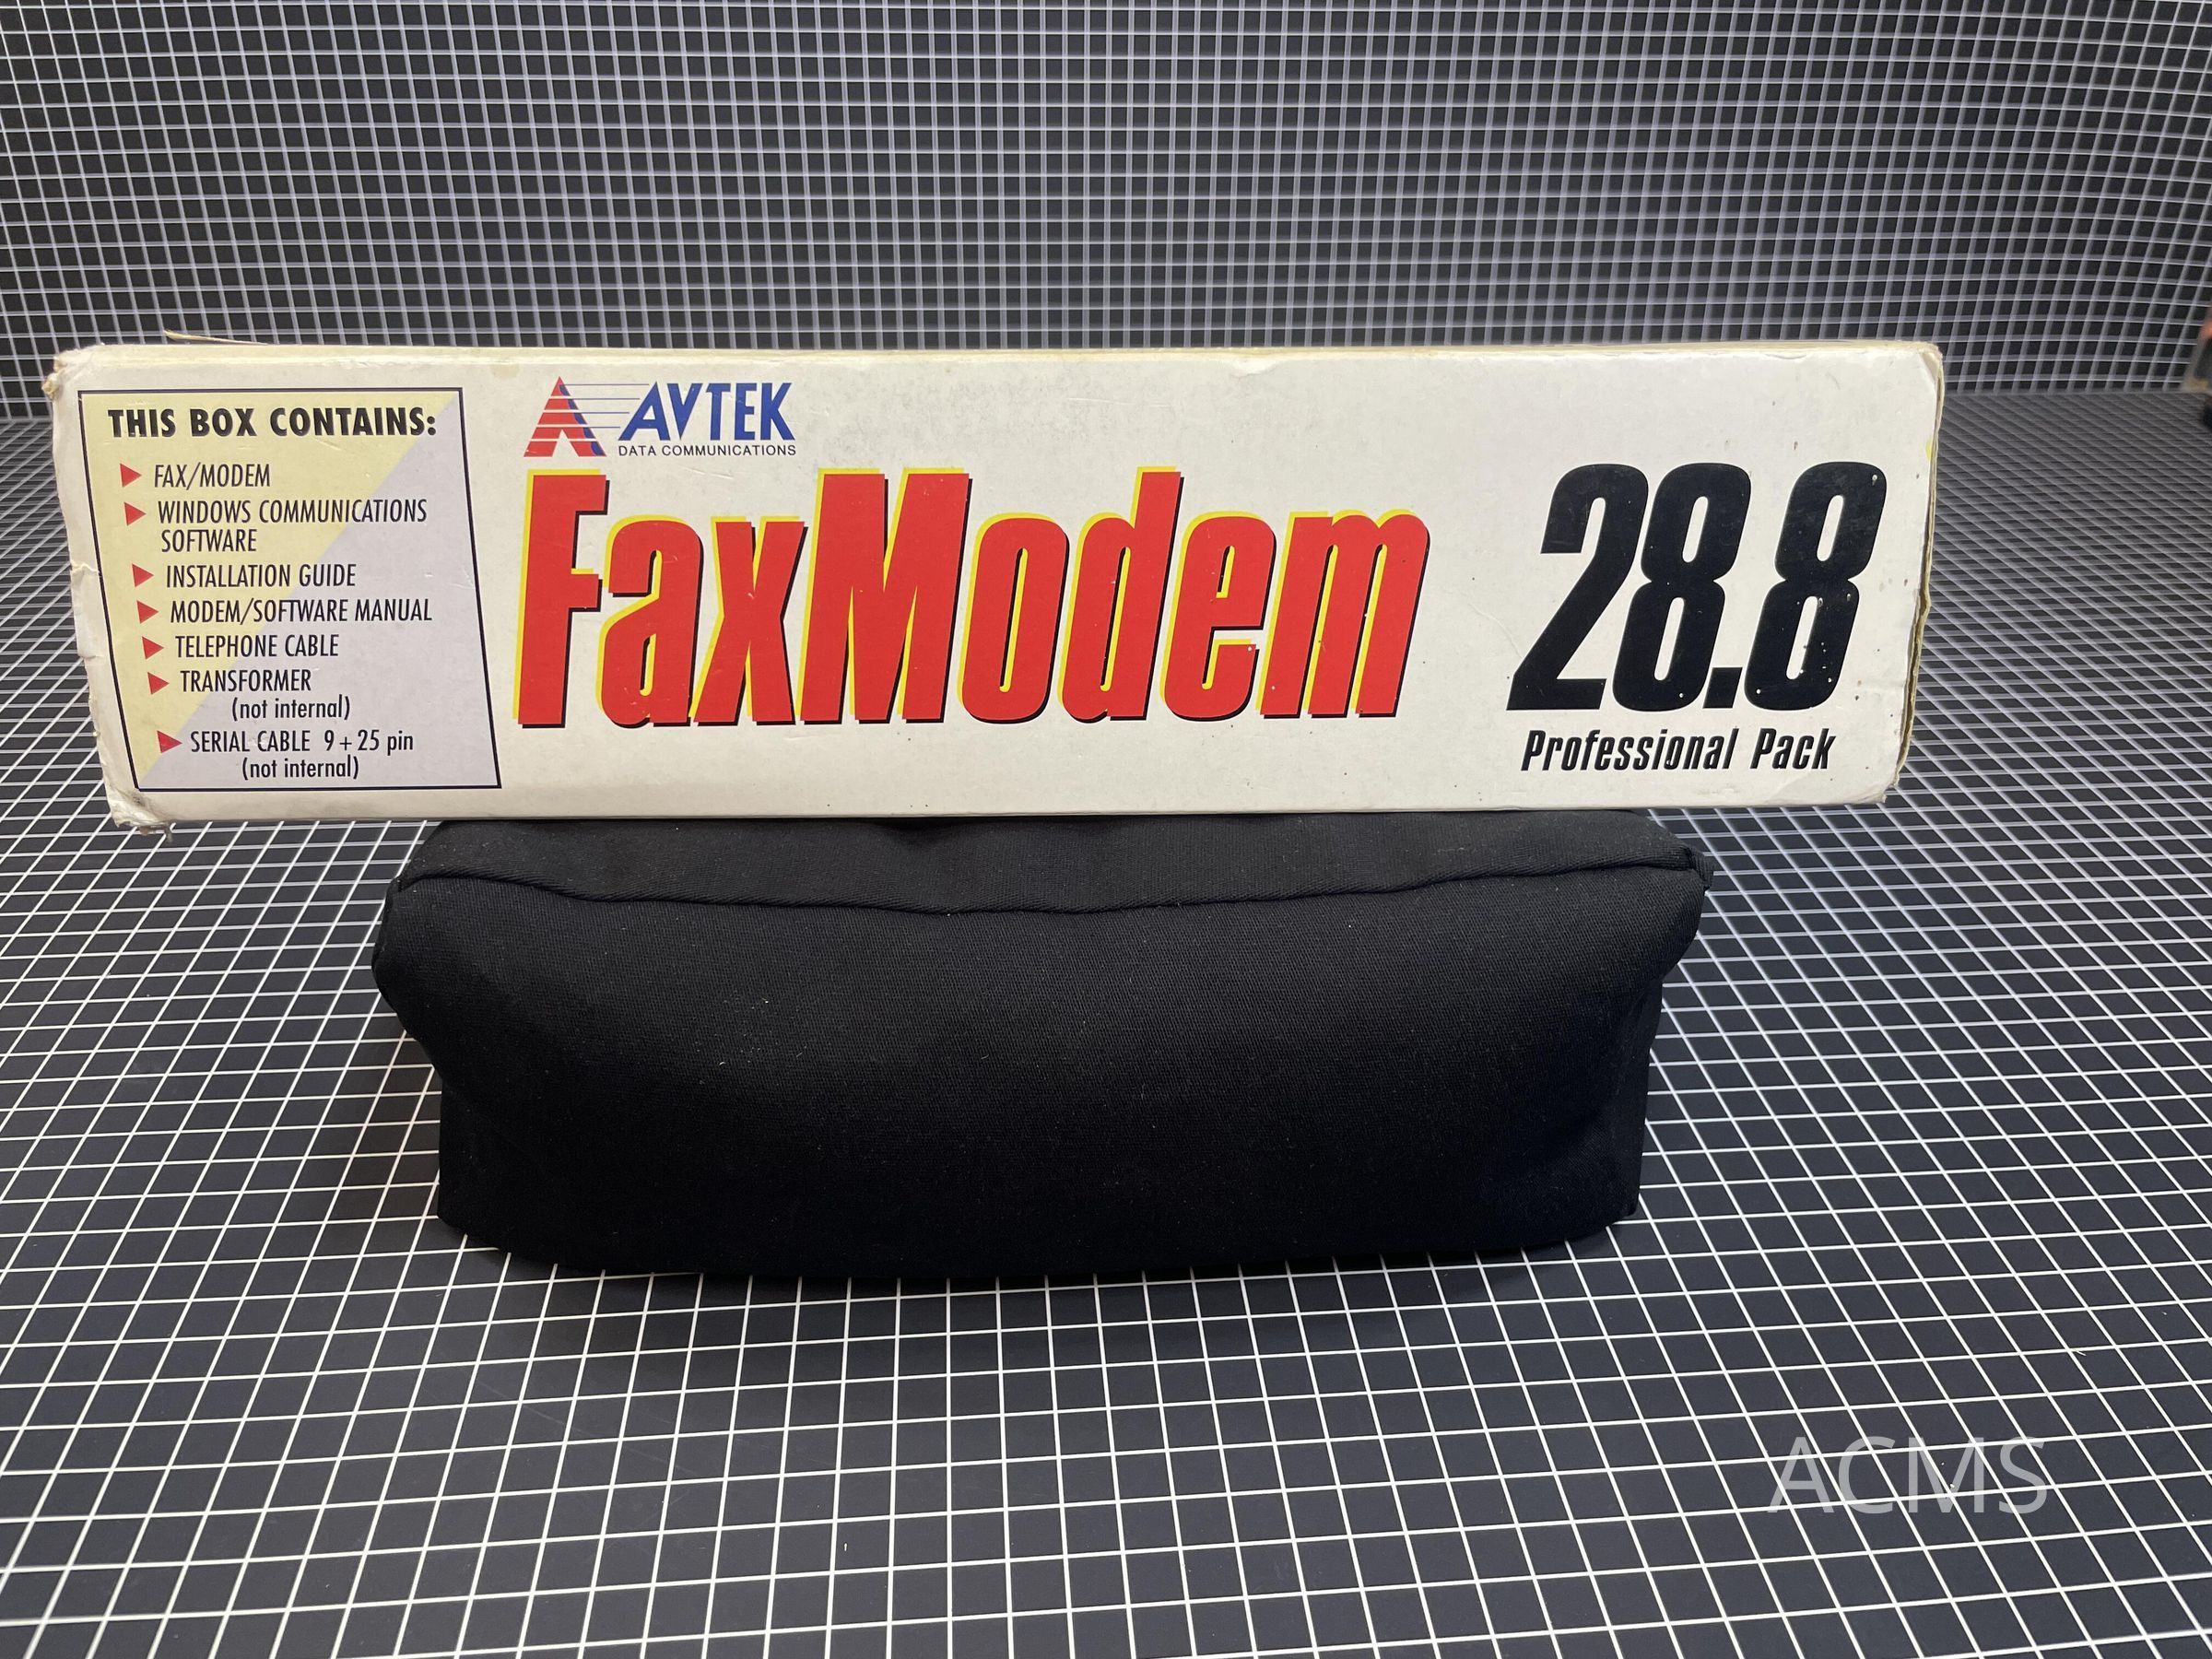 THIS BOX CONTAINS:
FAX/MODEM
WINDOWS COMMUNICATIONS
SOFTWARE
INSTALLATION GUIDE
MODEM/SOFTWARE MANUAL
TELEPHONE CABLE
TRANSFORMER
(not internal)
SERIAL CABLE 9 + 25 pin
(not internal)
AVTEK
DATA COMMUNICATIONS
FaxModem
28.8
Professional Pack
ACMS